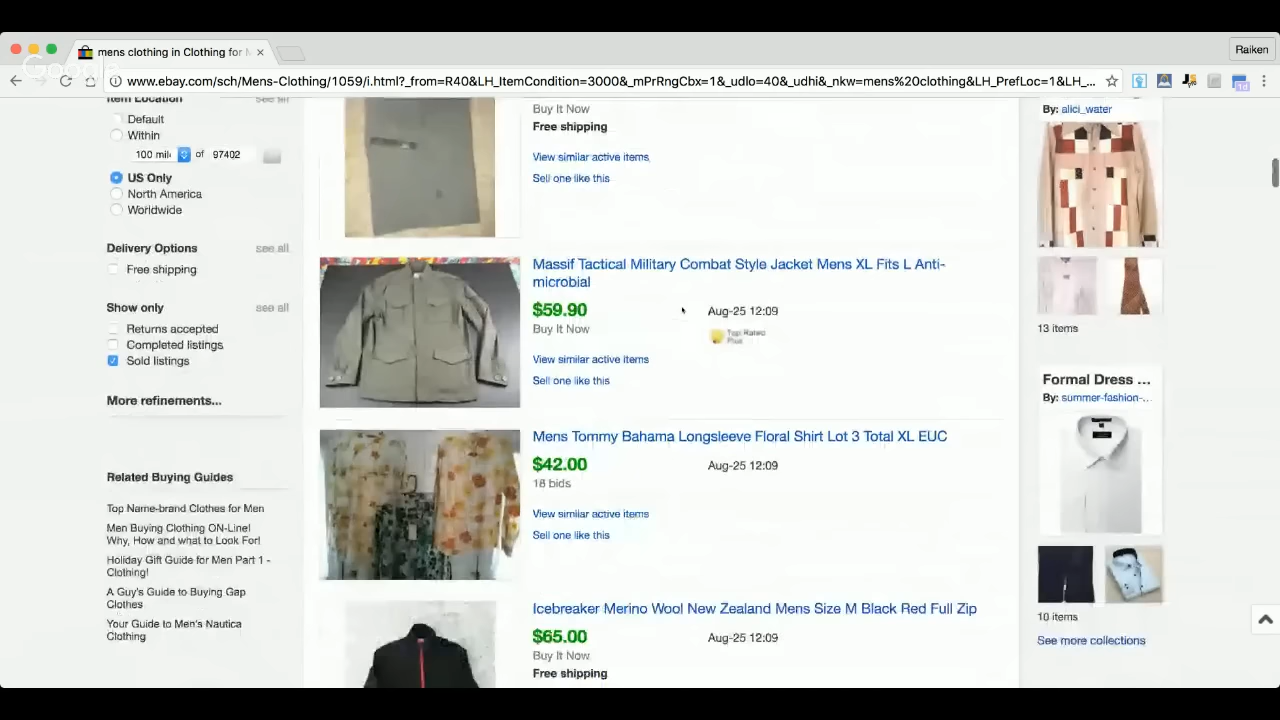 mens clothing in Clothing for M
Raiken
Google
www.ebay.com/sch/Mens-Clothing/1059/i.html?_from=R40&LH_ItemCondition=3000&_mPrRngCbx=1&_udlo=40&_udhi&_nkw=mens%20clothing&LH_PrefLoc=1&LH_...
Item Location see all
Default
Within
100 mil of 97402
US Only
North America
Worldwide
Delivery Options see all
Free shipping
Show only see all
Returns accepted
Completed listings
Sold listings
More refinements...
Related Buying Guides
Top Name-brand Clothes for Men
Men Buying Clothing ON-Line!
Why, How and what to Look For!
Holiday Gift Guide for Men Part 1 -
Clothing!
A Guy's Guide to Buying Gap
Clothes
Your Guide to Men's Nautica
Clothing
Buy It Now
Free shipping
View similar active items
Sell one like this
Massif Tactical Military Combat Style Jacket Mens XL Fits L Anti-
microbial
$59.90 Aug-25 12:09
Buy It Now
Top Rated
Plus
View similar active items
Sell one like this
Mens Tommy Bahama Longsleeve Floral Shirt Lot 3 Total XL EUC
$42.00 Aug-25 12:09
18 bids
View similar active items
Sell one like this
Icebreaker Merino Wool New Zealand Mens Size M Black Red Full Zip
$65.00 Aug-25 12:09
Buy It Now
Free shipping
By: alici_water
13 items
Formal Dress ...
By: summer-fashion-...
10 items
See more collections